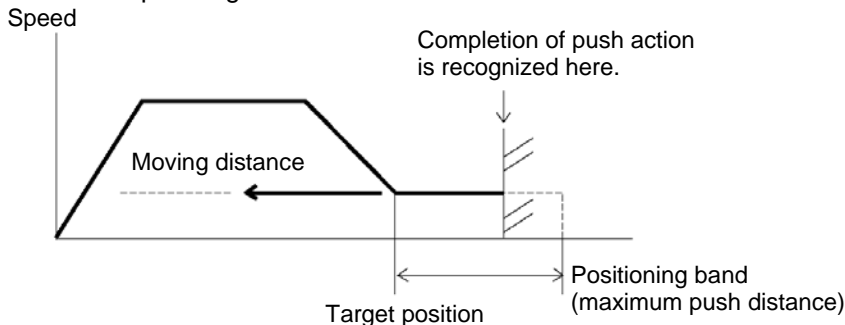 Speed
Completion of push action
is recognized here.
Moving distance
Positioning band
(maximum push distance)
Target position